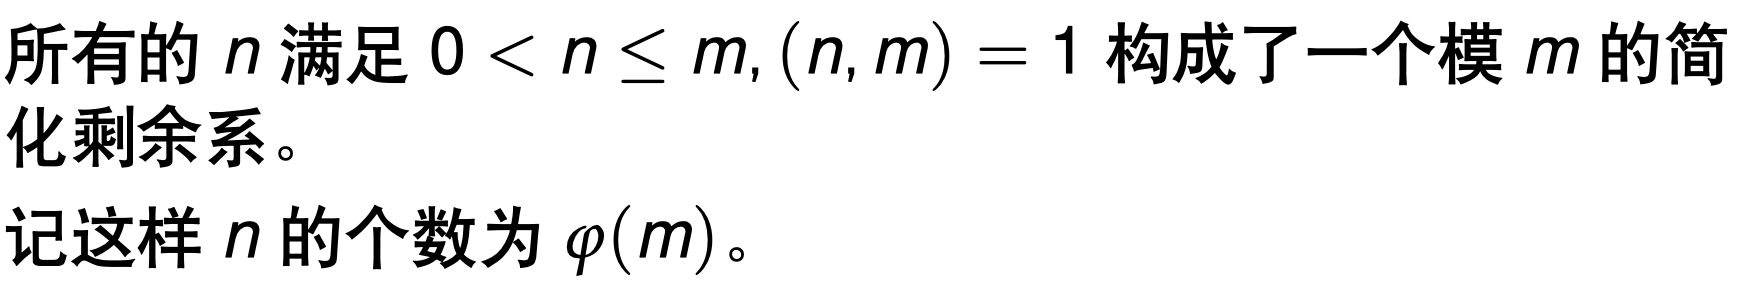 所有的 n 满足 0 < n ≤ m, (n, m) = 1 构成了一个模 m 的简
化剩余系。
记这样 n 的个数为 φ(m)。